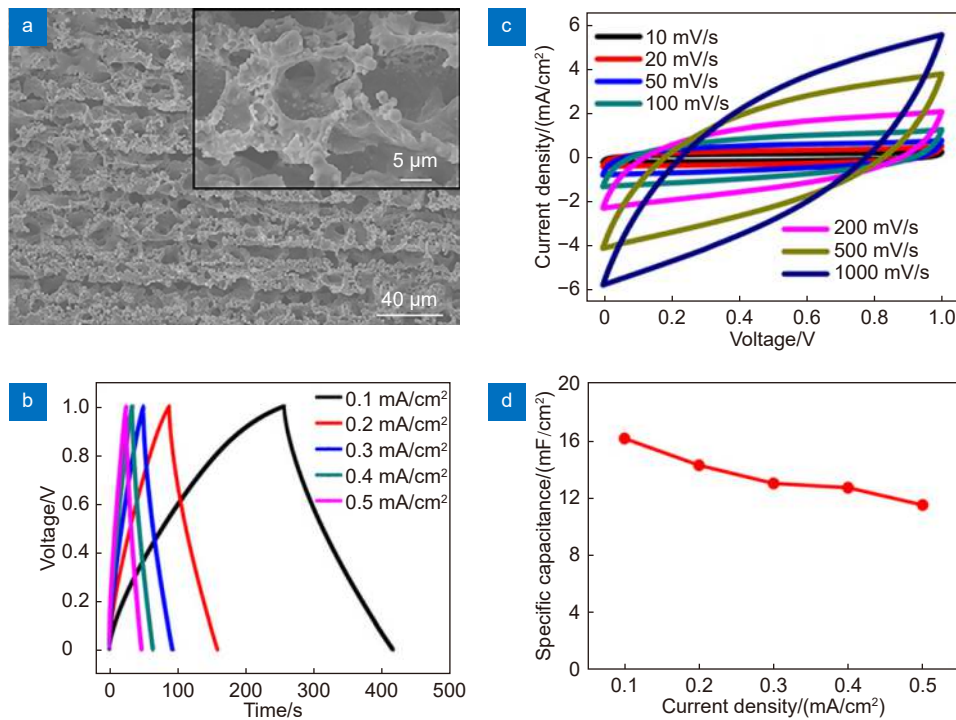 a
5 μm
40 μm
c
10 mV/s
20 mV/s
50 mV/s
100 mV/s
200 mV/s
500 mV/s
1000 mV/s
6
4
2
0
−2
−4
−6
Current density/(mA/cm²)
0 0.2 0.4 0.6 0.8 1.0
Voltage/V
b
0.1 mA/cm²
0.2 mA/cm²
0.3 mA/cm²
0.4 mA/cm²
0.5 mA/cm²
1.0
0.8
0.6
0.4
0.2
0
Voltage/V
0 100 200 300 400 500
Time/s
d
20
16
12
8
4
0
Specific capacitance/(mF/cm²)
0.1 0.2 0.3 0.4 0.5
Current density/(mA/cm²)